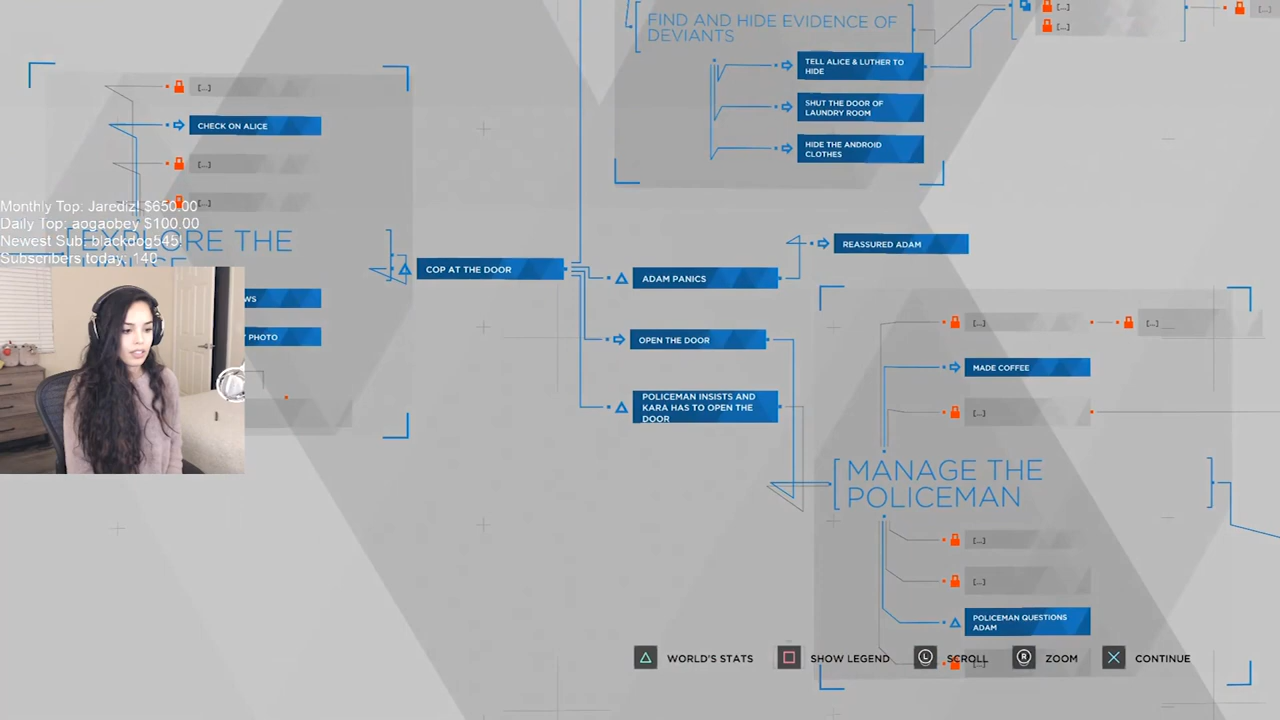 FIND AND HIDE EVIDENCE OF
DEVIANTS
[...]
[...]
[...]
TELL ALICE & LUTHER TO
HIDE
SHUT THE DOOR OF
LAUNDRY ROOM
HIDE THE ANDROID
CLOTHES
[...]
CHECK ON ALICE
[...]
[...]
Monthly Top: Jarediz! $650.00
Daily Top: aogaobey $100.00
Newest Sub: blackdog545!
Subscribers today: 140
EXPLORE THE
HOUSE
WS
PHOTO
COP AT THE DOOR
ADAM PANICS
REASSURED ADAM
OPEN THE DOOR
POLICEMAN INSISTS AND
KARA HAS TO OPEN THE
DOOR
[...]
[...]
MADE COFFEE
[...]
MANAGE THE
POLICEMAN
[...]
[...]
POLICEMAN QUESTIONS
ADAM
[...]
WORLD'S STATS
SHOW LEGEND
L
SCROLL
R
ZOOM
CONTINUE